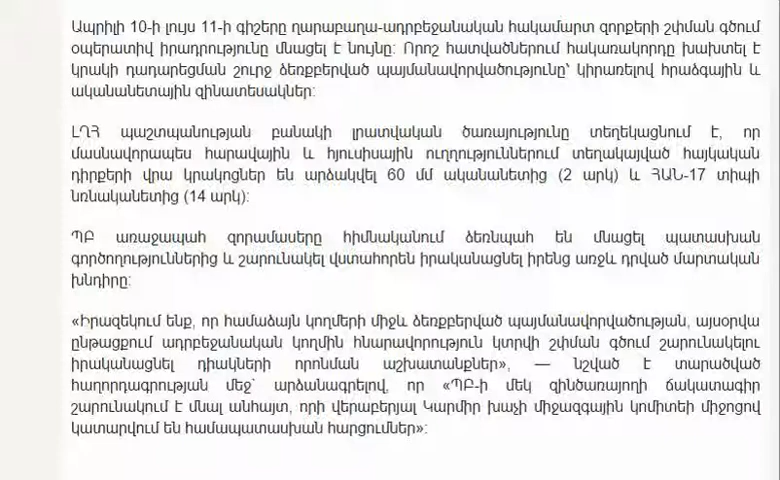 Ապրիլի 10-ի լույս 11-ի գիշերը ղարաբաղա-ադրբեջանական հակամարտ զորքերի շփման գծում
օպերատիվ իրադրությունը մնացել է նույնը: Որոշ հատվածներում հակառակորդը խախտել է
կրակի դադարեցման շուրջ ձեռքբերված պայմանավորվածությունը՝ կիրառելով հրաձգային և
ականանետային զինատեսակներ:
ԼՂՀ պաշտպանության բանակի լրատվական ծառայությունը տեղեկացնում է, որ
մասնավորապես հարավային և հյուսիսային ուղղություններում տեղակայված հայկական
դիրքերի վրա կրակոցներ են արձակվել 60 մմ ականանետից (2 արկ) և ՀԱՆ-17 տիպի
նռնականետից (14 արկ):
ՊԲ առաջապահ զորամասերը հիմնականում ձեռնպահ են մնացել պատասխան
գործողություններից և շարունակել վստահորեն իրականացնել իրենց առջև դրված մարտական
խնդիրը:
«Իրազեկում ենք, որ համաձայն կողմերի միջև ձեռքբերված պայմանավորվածության, այսօրվա
ընթացքում ադրբեջանական կողմին հնարավորություն կտրվի շփման գծում շարունակելու
իրականացնել դիակների որոնման աշխատանքներ», — նշված է տարածված
հաղորդագրության մեջ` արձանագրելով, որ «ՊԲ-ի մեկ զինծառայողի ճակատագիր
շարունակում է մնալ անհայտ, որի վերաբերյալ Կարմիր խաչի միջազգային կոմիտեի միջոցով
կատարվում են համապատասխան հարցումներ»: